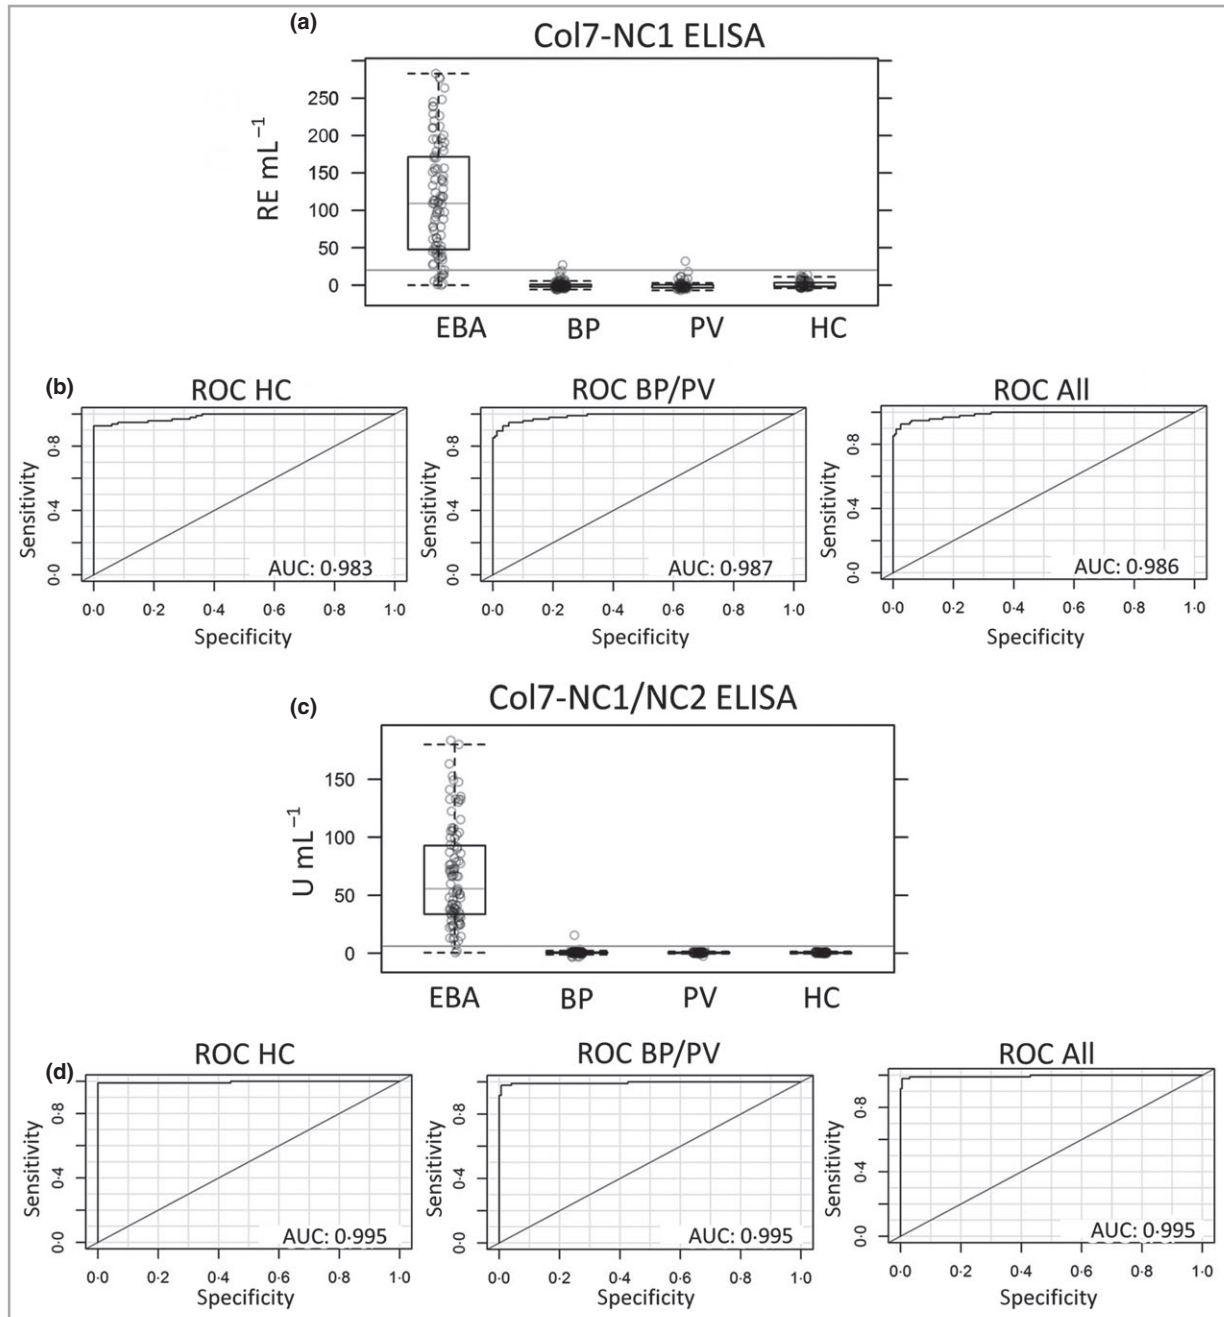 (a)
Col7-NC1 ELISA
RE mL⁻¹
250
200
150
100
50
0
EBA BP PV HC
(b)
ROC HC
Sensitivity
0·8
0·4
0·0
AUC: 0·983
0·0 0·2 0·4 0·6 0·8 1·0
Specificity
ROC BP/PV
Sensitivity
0·8
0·4
0·0
AUC: 0·987
0·0 0·2 0·4 0·6 0·8 1·0
Specificity
ROC All
Sensitivity
0·8
0·4
0·0
AUC: 0·986
0·0 0·2 0·4 0·6 0·8 1·0
Specificity
(c)
Col7-NC1/NC2 ELISA
U mL⁻¹
150
100
50
0
EBA BP PV HC
(d)
ROC HC
Sensitivity
0·8
0·4
0·0
AUC: 0·995
0·0 0·2 0·4 0·6 0·8 1·0
Specificity
ROC BP/PV
Sensitivity
0·8
0·4
0·0
AUC: 0·995
0·0 0·2 0·4 0·6 0·8 1·0
Specificity
ROC All
Sensitivity
0·8
0·4
0·0
AUC: 0·995
0·0 0·2 0·4 0·6 0·8 1·0
Specificity